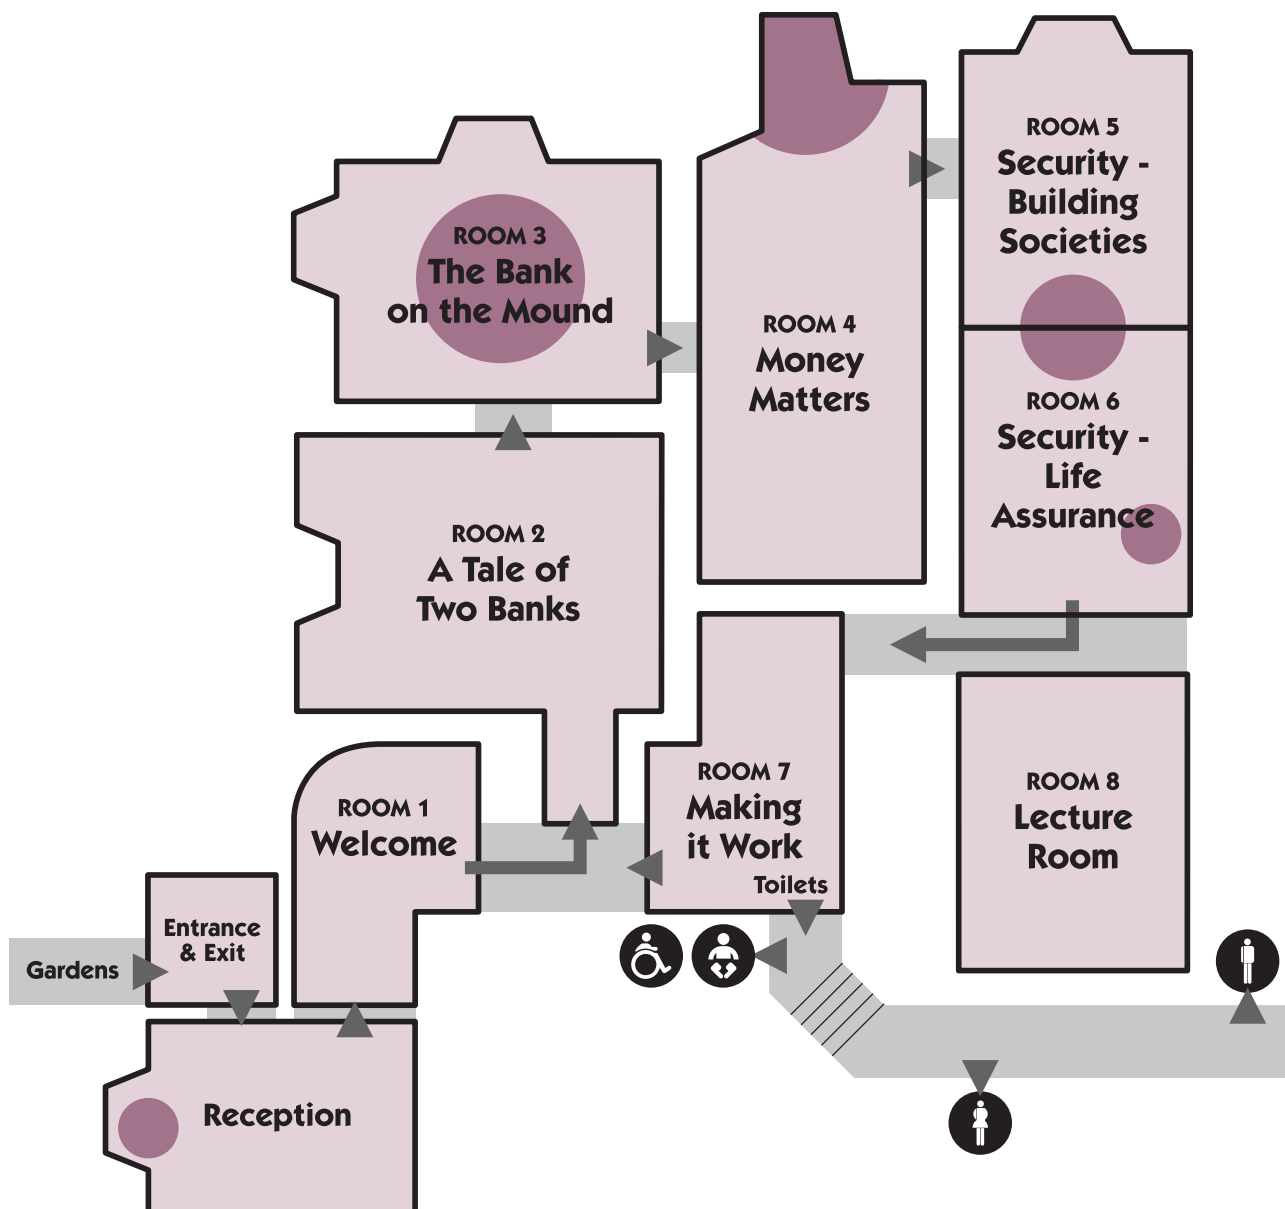 ROOM 5
Security -
Building
Societies
ROOM 3
The Bank
on the Mound
ROOM 4
Money
Matters
ROOM 6
Security -
Life
Assurance
ROOM 2
A Tale of
Two Banks
ROOM 7
Making
it Work
Toilets
ROOM 8
Lecture
Room
ROOM 1
Welcome
Entrance
& Exit
Gardens
Reception